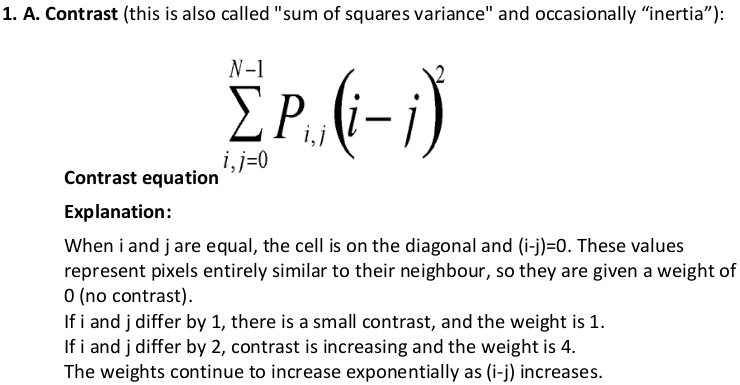 1. A. Contrast (this is also called "sum of squares variance" and occasionally “inertia”):
N−1
∑ P i,j (i − j)²
i,j=0
Contrast equation
Explanation:
When i and j are equal, the cell is on the diagonal and (i-j)=0. These values
represent pixels entirely similar to their neighbour, so they are given a weight of
0 (no contrast).
If i and j differ by 1, there is a small contrast, and the weight is 1.
If i and j differ by 2, contrast is increasing and the weight is 4.
The weights continue to increase exponentially as (i-j) increases.